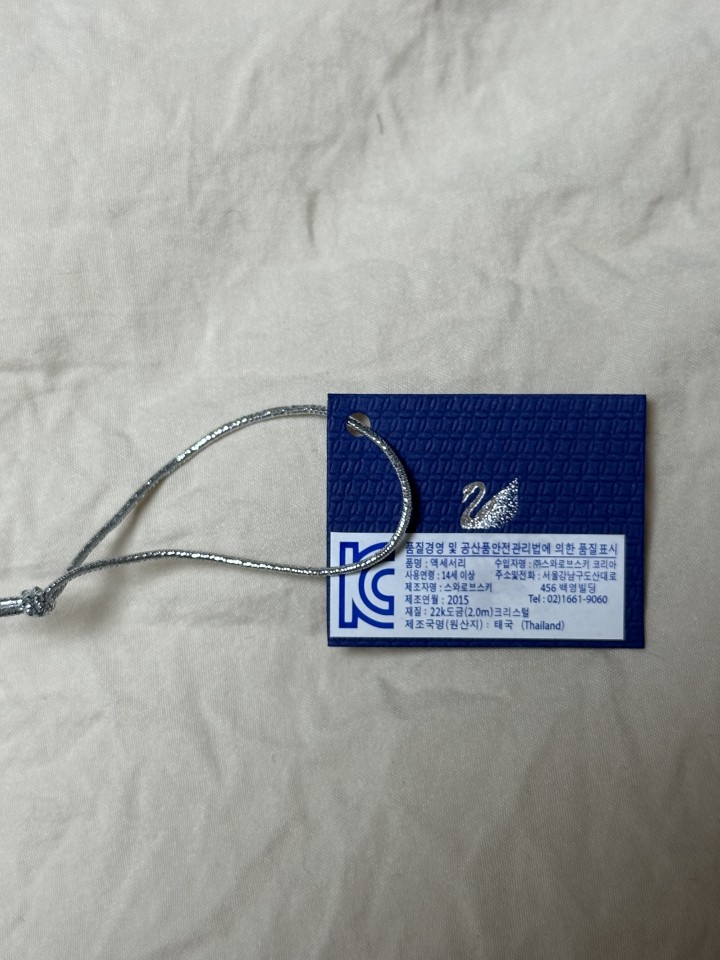 품질경영 및 공산품안전관리법에 의한 품질표시
품명 : 액세서리 수입자명 : ㈜스와로브스키 코리아
사용연령 : 14세 이상 주소및전화 : 서울강남구도산대로
제조자명 : 스와로브스키 456 백영빌딩
제조연월 : 2015 Tel : 02)1661-9060
재질 : 22k도금(2.0m)크리스털
제조국명(원산지) : 태국 (Thailand)